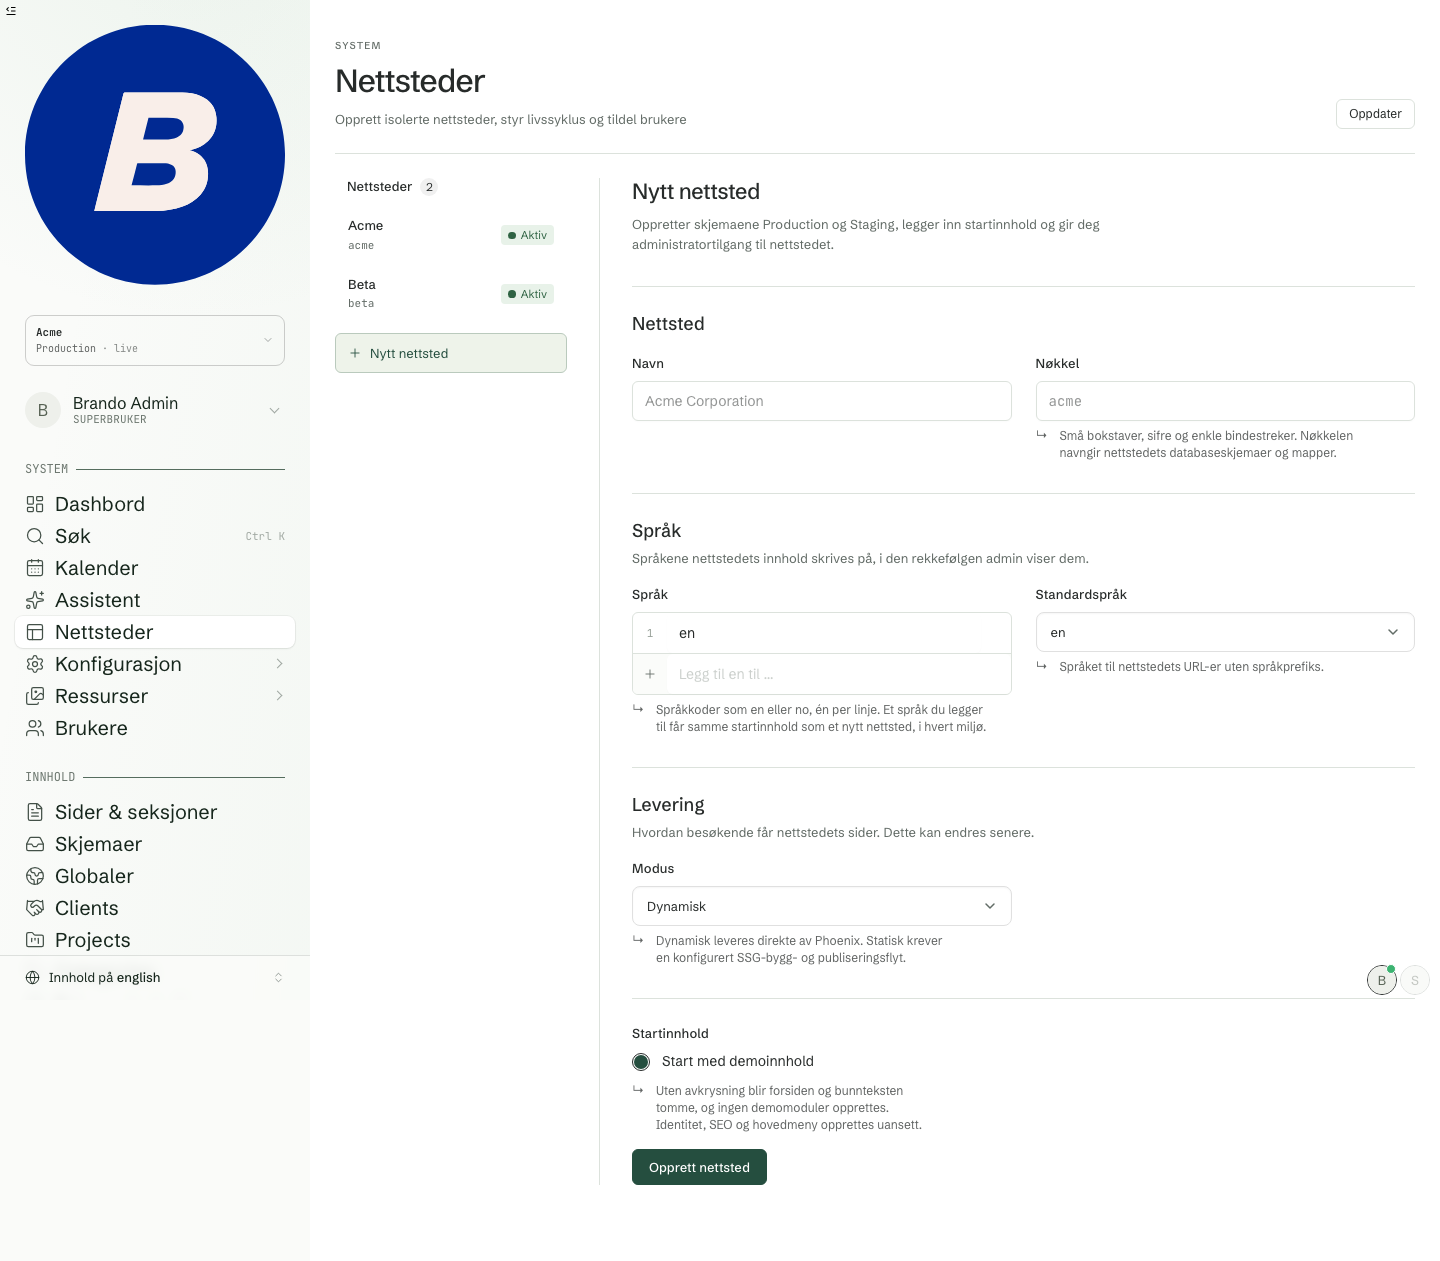 B
Acme
Production · live
B
Brando Admin
SUPERBRUKER
SYSTEM
Dashbord
Søk
Ctrl K
Kalender
Assistent
Nettsteder
Konfigurasjon
Ressurser
Brukere
INNHOLD
Sider & seksjoner
Skjemaer
Globaler
Clients
Projects
Innhold på english
SYSTEM
Nettsteder
Opprett isolerte nettsteder, styr livssyklus og tildel brukere
Oppdater
Nettsteder 2
Acme
acme
Aktiv
Beta
beta
Aktiv
Nytt nettsted
Nytt nettsted
Oppretter skjemaene Production og Staging, legger inn startinnhold og gir deg
administratortilgang til nettstedet.
Nettsted
Navn
Acme Corporation
Nøkkel
acme
Små bokstaver, sifre og enkle bindestreker. Nøkkelen
navngir nettstedets databaseskjemaer og mapper.
Språk
Språkene nettstedets innhold skrives på, i den rekkefølgen admin viser dem.
Språk
1 en
Legg til en til ...
Språkkoder som en eller no, én per linje. Et språk du legger
til får samme startinnhold som et nytt nettsted, i hvert miljø.
Standardspråk
en
Språket til nettstedets URL-er uten språkprefiks.
Levering
Hvordan besøkende får nettstedets sider. Dette kan endres senere.
Modus
Dynamisk
Dynamisk leveres direkte av Phoenix. Statisk krever
en konfigurert SSG-bygg- og publiseringsflyt.
B
S
Startinnhold
Start med demoinnhold
Uten avkrysning blir forsiden og bunnteksten
tomme, og ingen demomoduler opprettes.
Identitet, SEO og hovedmeny opprettes uansett.
Opprett nettsted